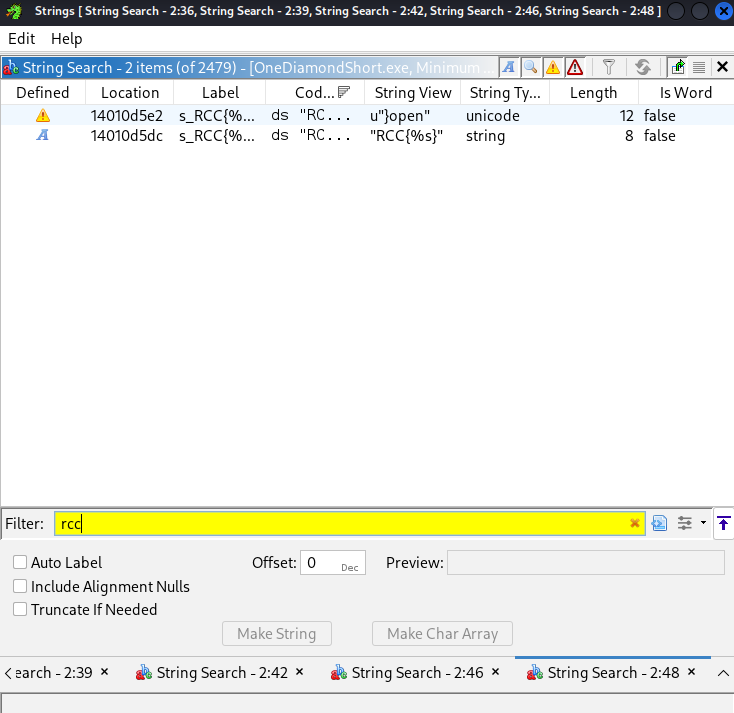 Strings [ String Search - 2:36, String Search - 2:39, String Search - 2:42, String Search - 2:46, String Search - 2:48 ]
Edit Help
String Search - 2 items (of 2479) - [OneDiamondShort.exe, Minimum ...
Defined Location Label Cod... String View String Ty... Length Is Word
14010d5e2 s_RCC{%... ds "RC... u"}open" unicode 12 false
A 14010d5dc s_RCC{%... ds "RC... "RCC{%s}" string 8 false
Filter: rcc
Auto Label Offset: 0 Dec Preview:
Include Alignment Nulls
Truncate If Needed
Make String Make Char Array
earch - 2:39 × String Search - 2:42 × String Search - 2:46 × String Search - 2:48 ×